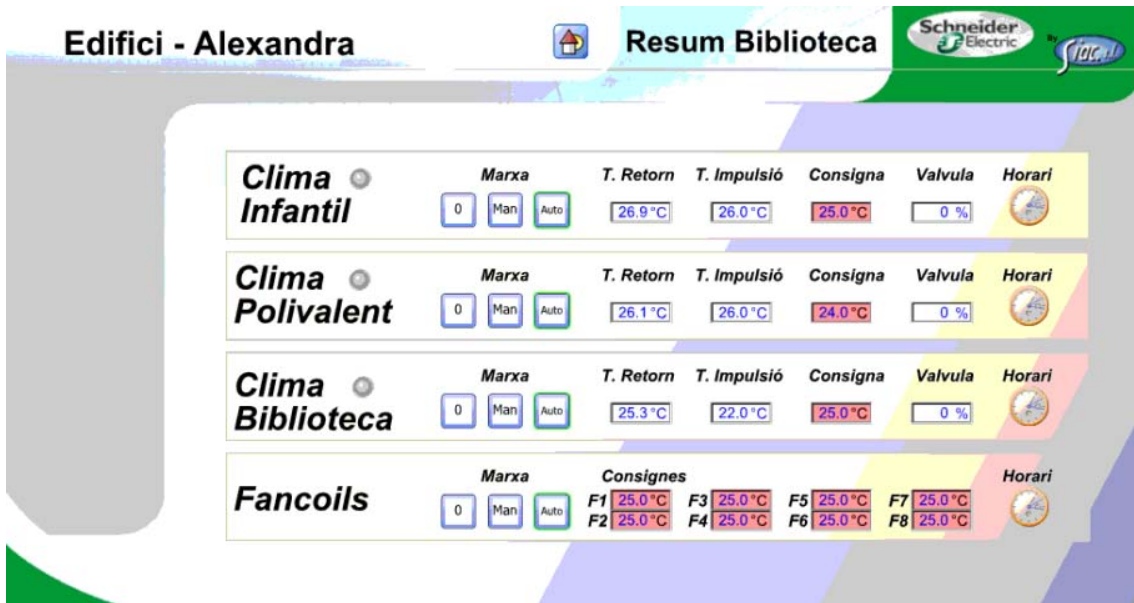 Edifici - Alexandra
Resum Biblioteca
Schneider Electric
By Siac, s.l.
Clima Infantil
Marxa T. Retorn T. Impulsió Consigna Valvula Horari
0 Man Auto 26.9 °C 26.0 °C 25.0 °C 0 %
Clima Polivalent
Marxa T. Retorn T. Impulsió Consigna Valvula Horari
0 Man Auto 26.1 °C 26.0 °C 24.0 °C 0 %
Clima Biblioteca
Marxa T. Retorn T. Impulsió Consigna Valvula Horari
0 Man Auto 25.3 °C 22.0 °C 25.0 °C 0 %
Fancoils
Marxa Consignes Horari
0 Man Auto
F1 25.0 °C F3 25.0 °C F5 25.0 °C F7 25.0 °C
F2 25.0 °C F4 25.0 °C F6 25.0 °C F8 25.0 °C